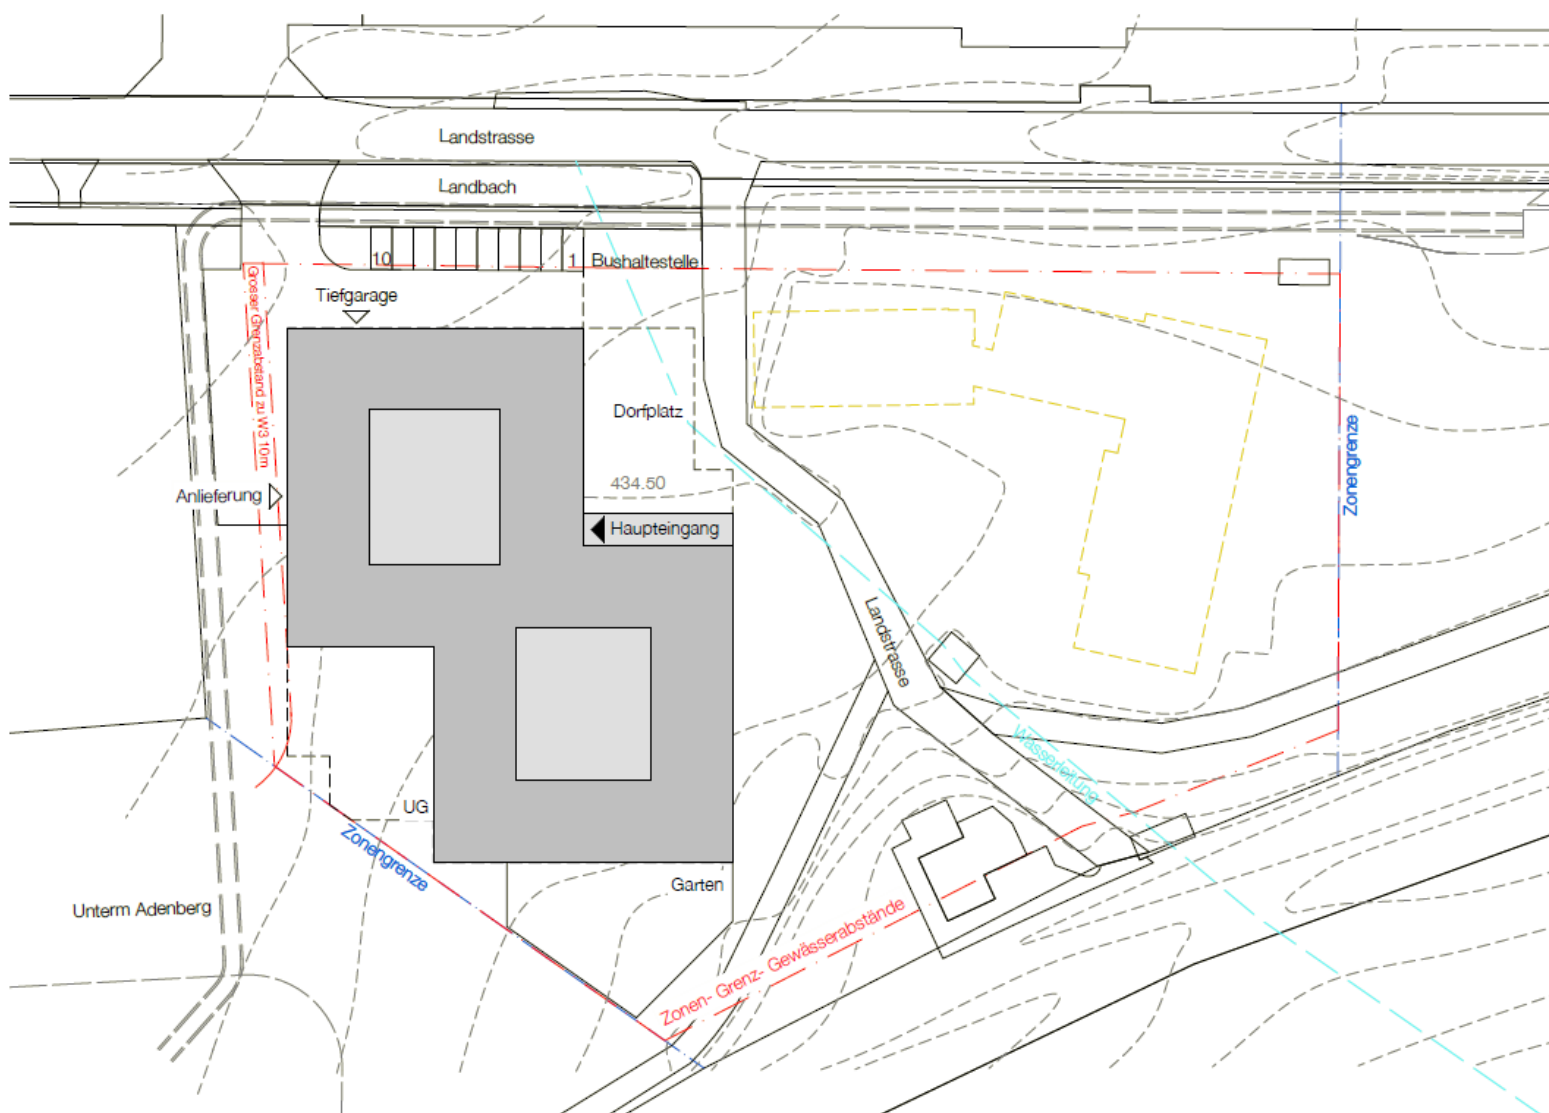 Landstrasse
Landbach
10
1
Bushaltestelle
Tiefgarage
Grosser Grenzabstand zu W3 10m
Dorfplatz
Zonengrenze
434.50
Anlieferung
Haupteingang
Landstrasse
Wasserleitung
UG
Zonengrenze
Garten
Unterm Adenberg
Zonen- Grenz- Gewässerabstände